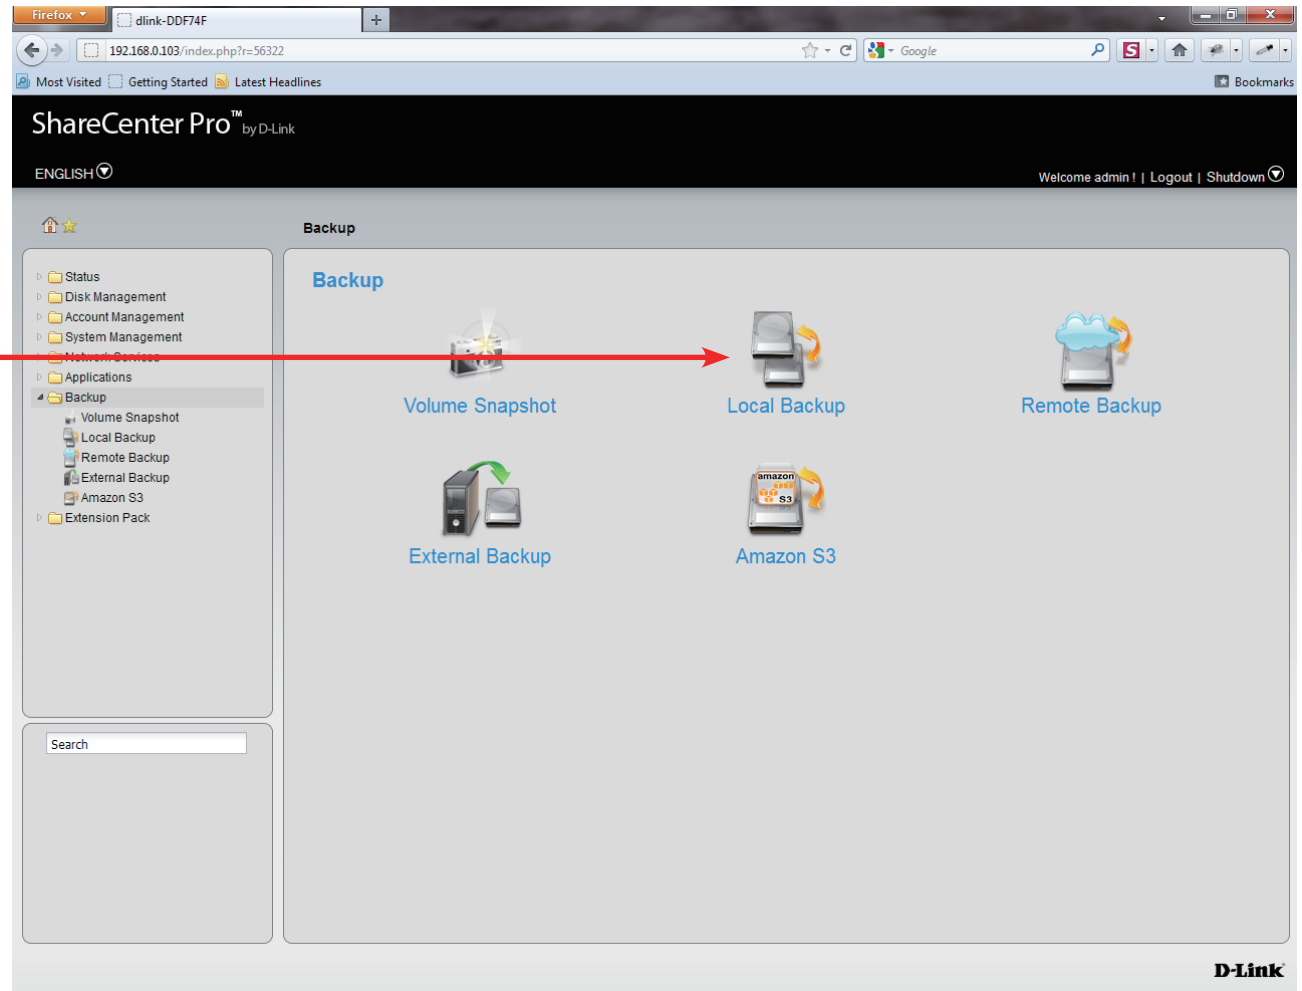 Firefox
dlink-DDF74F
192.168.0.103/index.php?r=56322
Google
S
Most Visited Getting Started Latest Headlines
Bookmarks
ShareCenter Pro™ by D-Link
ENGLISH
Welcome admin ! | Logout | Shutdown
Backup
Status
Disk Management
Account Management
System Management
Network Services
Applications
Backup
Volume Snapshot
Local Backup
Remote Backup
External Backup
Amazon S3
Extension Pack
Search
Backup
Volume Snapshot
Local Backup
Remote Backup
External Backup
amazon
S3
Amazon S3
D-Link